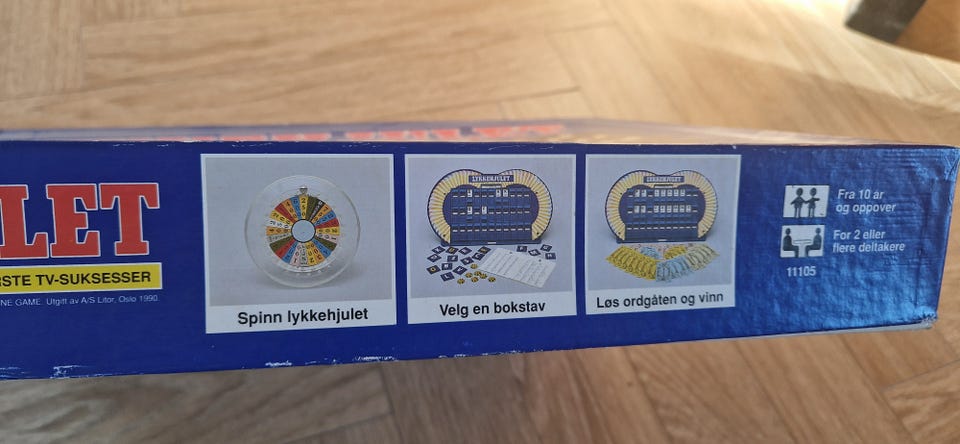 LET
RSTE TV-SUKSESSER
NE GAME. Utgitt av A/S Litor, Oslo 1990.
Spinn lykkehjulet
LYKKEHJULET
Velg en bokstav
LYKKEHJULET
Løs ordgåten og vinn
Fra 10 år
og oppover
For 2 eller
flere deltakere
11105